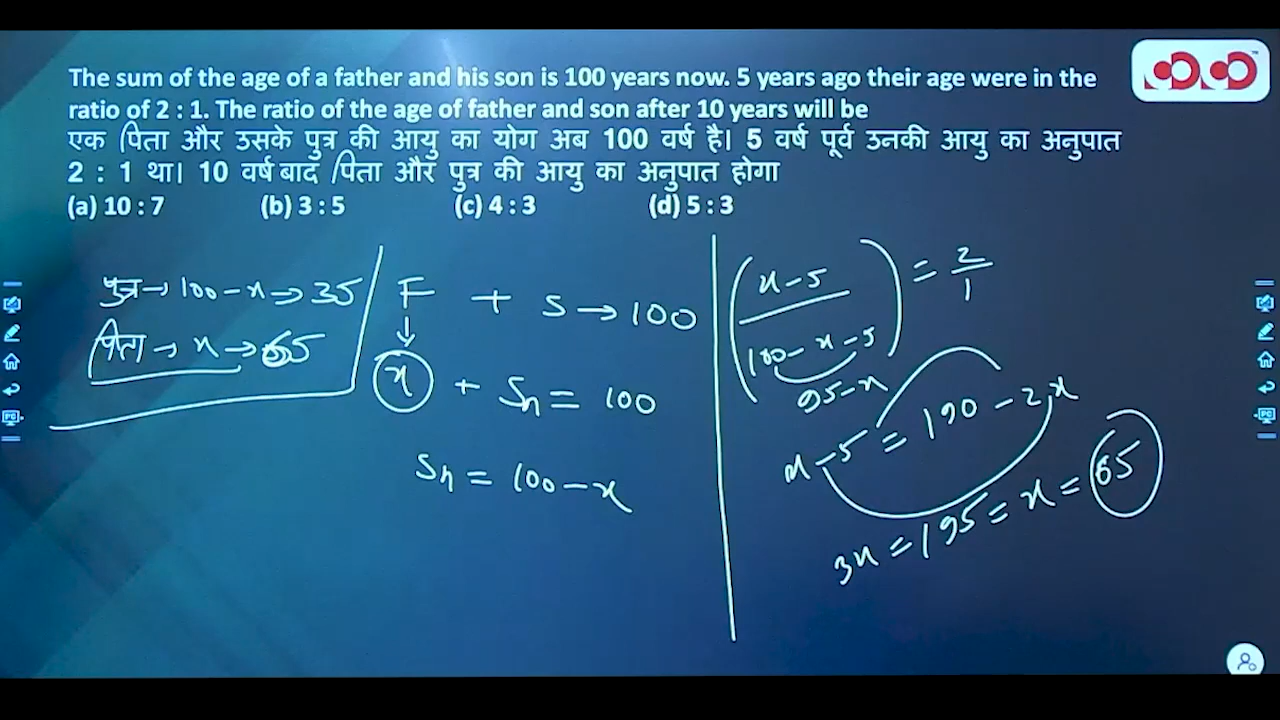 The sum of the age of a father and his son is 100 years now. 5 years ago their age were in the
ratio of 2 : 1. The ratio of the age of father and son after 10 years will be
एक पिता और उसके पुत्र की आयु का योग अब 100 वर्ष है। 5 वर्ष पूर्व उनकी आयु का अनुपात
2 : 1 था। 10 वर्ष बाद पिता और पुत्र की आयु का अनुपात होगा
(a) 10 : 7 (b) 3 : 5 (c) 4 : 3 (d) 5 : 3
पुत्र → 100 - x → 35
पिता → x → 65
F + S → 100
x + Sn = 100
Sn = 100 - x
x - 5
100 - x - 5
= 2/1
95 - x
x - 5 = 190 - 2x
3x = 195 = x = 65